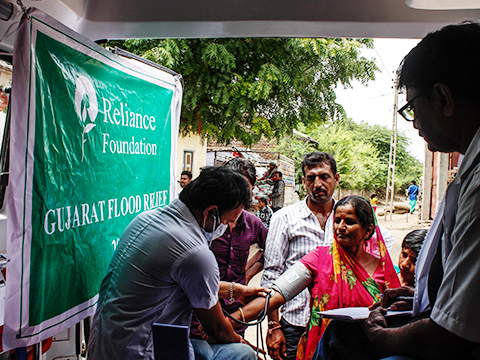 Reliance
Foundation
GUJARAT FLOOD RELIEF